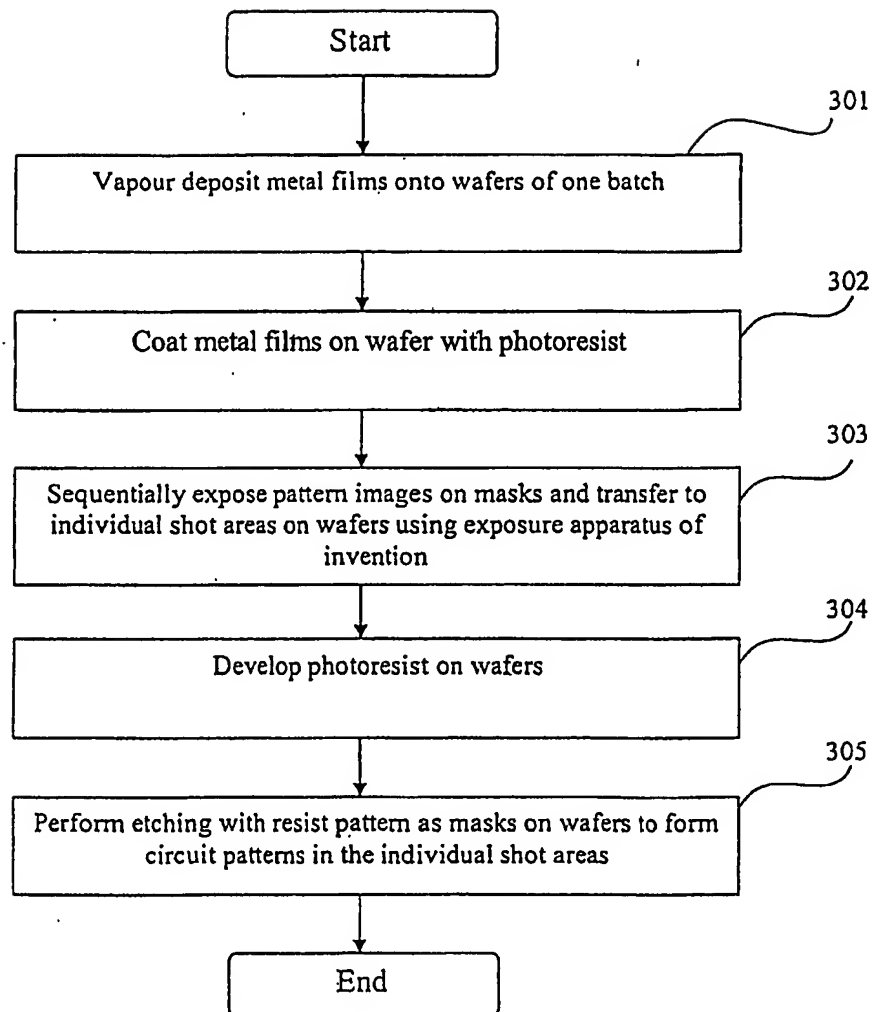 Start
301
Vapour deposit metal films onto wafers of one batch
302
Coat metal films on wafer with photoresist
303
Sequentially expose pattern images on masks and transfer to
individual shot areas on wafers using exposure apparatus of
invention
304
Develop photoresist on wafers
305
Perform etching with resist pattern as masks on wafers to form
circuit patterns in the individual shot areas
End